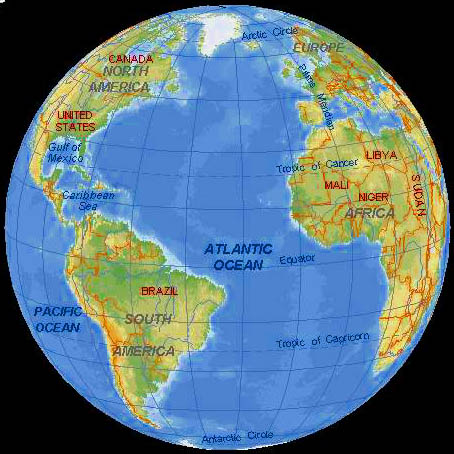 Arctic Circle
EUROPE
CANADA
NORTH
AMERICA
Prime Meridian
UNITED
STATES
Gulf of
Mexico
Tropic of Cancer
LIBYA
MALI
NIGER
SUDAN
Caribbean
Sea
AFRICA
ATLANTIC
OCEAN
Equator
BRAZIL
PACIFIC
OCEAN
SOUTH
AMERICA
Tropic of Capricorn
Antarctic Circle